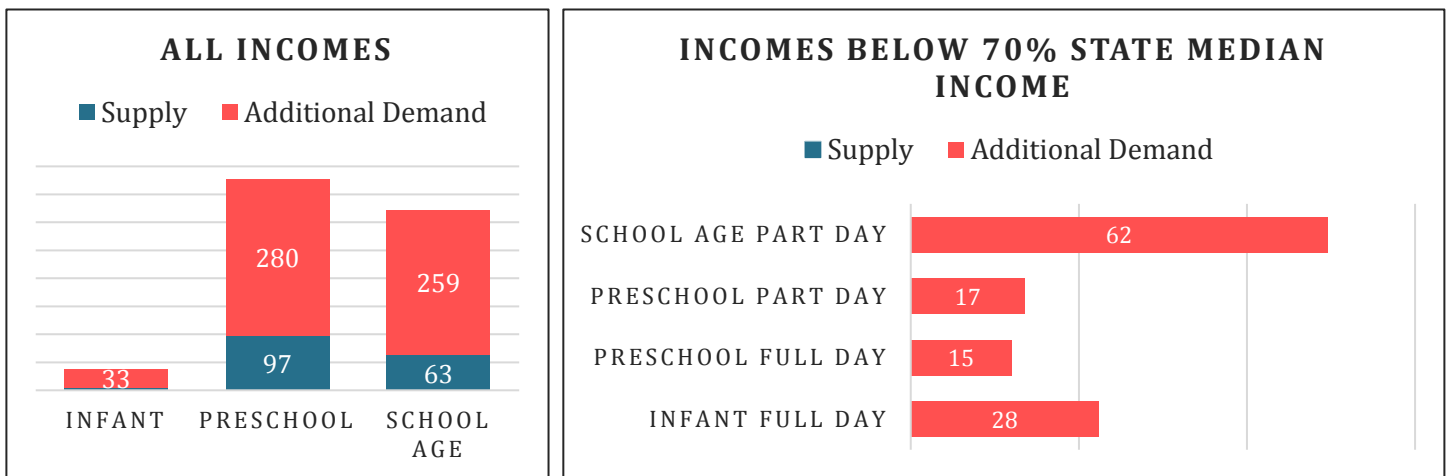 ALL INCOMES
Supply Additional Demand
280
259
33
97
63
INFANT PRESCHOOL SCHOOL
AGE
INCOMES BELOW 70% STATE MEDIAN
INCOME
Supply Additional Demand
SCHOOL AGE PART DAY 62
PRESCHOOL PART DAY 17
PRESCHOOL FULL DAY 15
INFANT FULL DAY 28